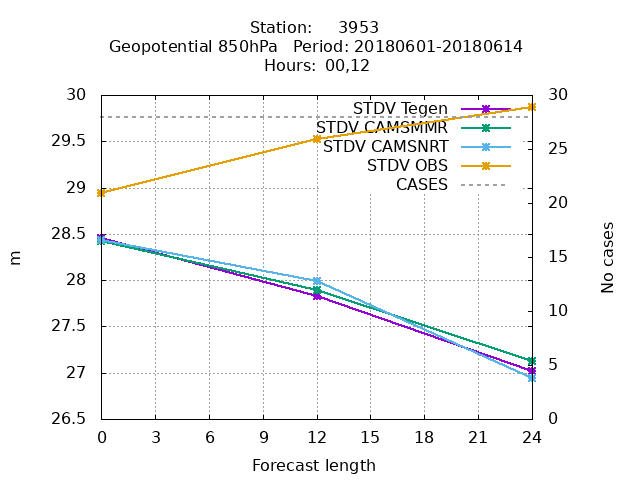 Station: 3953
Geopotential 850hPa Period: 20180601-20180614
Hours: 00,12
30 30
STDV Tegen
STDV CAMSMMR
29.5
STDV CAMSNRT
25
STDV OBS
29
CASES
20
28.5
15
28
m
No cases
27.5
10
27
5
26.5
0
0 3 6 9 12 15 18 21 24
Forecast length